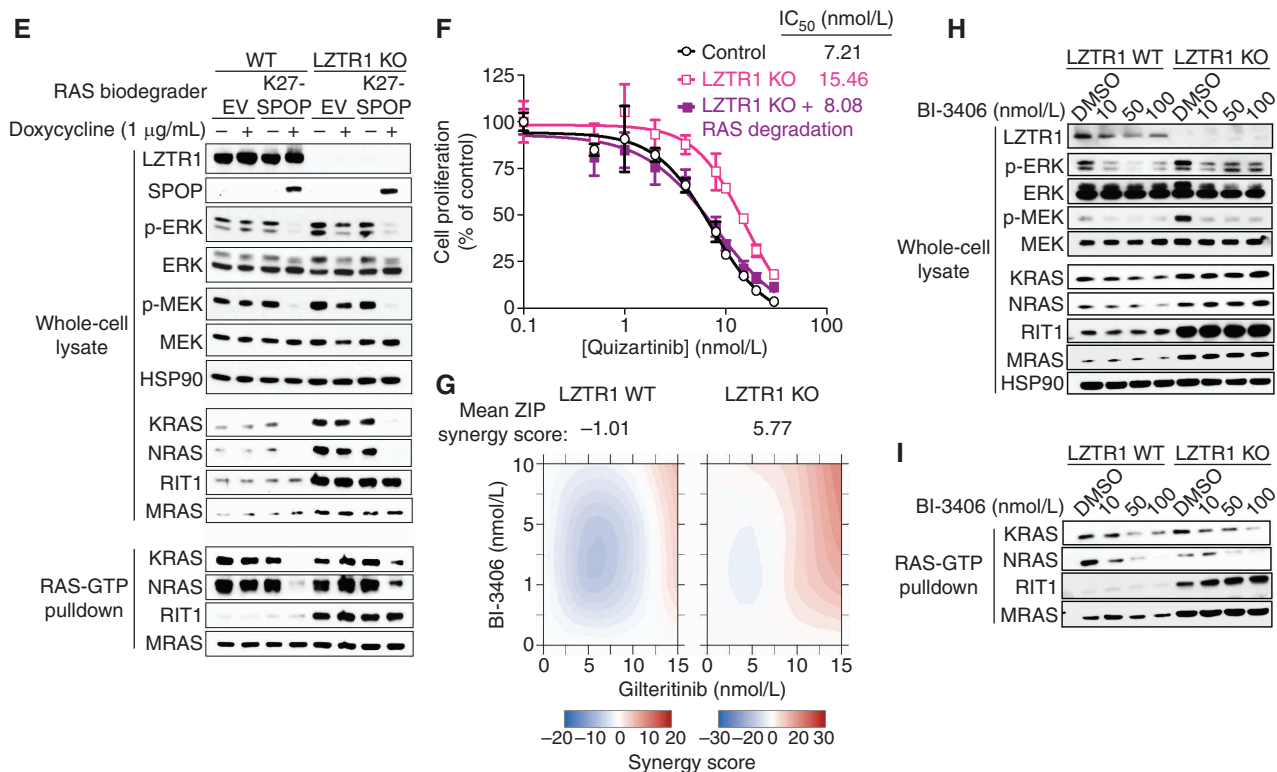 E
WT LZTR1 KO
RAS biodegrader EV K27-SPOP EV K27-SPOP
Doxycycline (1 μg/mL) – + – + – + – +
LZTR1
SPOP
p-ERK
ERK
p-MEK
Whole-cell lysate
MEK
HSP90
KRAS
NRAS
RIT1
MRAS
KRAS
RAS-GTP pulldown
NRAS
RIT1
MRAS
F
IC50 (nmol/L)
Control 7.21
LZTR1 KO 15.46
LZTR1 KO + 8.08
RAS degradation
Cell proliferation
(% of control)
125
100
75
50
25
0
0.1 1 10 100
[Quizartinib] (nmol/L)
G
LZTR1 WT LZTR1 KO
Mean ZIP
synergy score: –1.01 5.77
BI-3406 (nmol/L)
10
5
1
0
0 5 10 15 0 5 10 15
Gilteritinib (nmol/L)
–20 –10 0 10 20 –30 –20 0 20 30
Synergy score
H
LZTR1 WT LZTR1 KO
BI-3406 (nmol/L) DMSO 10 50 100 DMSO 10 50 100
LZTR1
p-ERK
ERK
p-MEK
MEK
Whole-cell
lysate
KRAS
NRAS
RIT1
MRAS
HSP90
I
LZTR1 WT LZTR1 KO
BI-3406 (nmol/L) DMSO 10 50 100 DMSO 10 50 100
KRAS
RAS-GTP
pulldown
NRAS
RIT1
MRAS